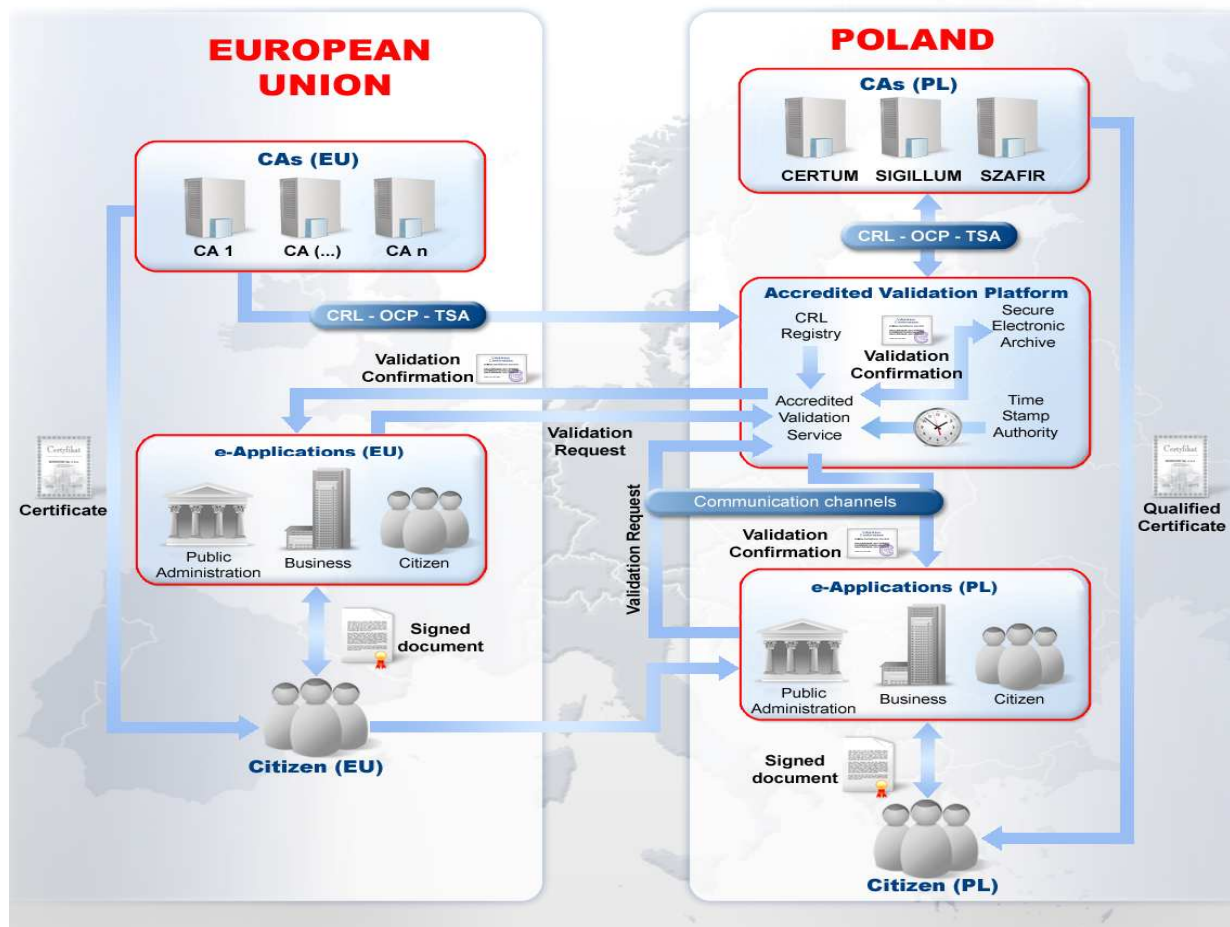 EUROPEAN
UNION
CAs (EU)
CA 1
CA (...)
CA n
CRL - OCP - TSA
Validation
Confirmation
e-Applications (EU)
Public
Administration
Business
Citizen
Certyfikat
Certificate
Signed
document
Citizen (EU)
Validation
Request
Validation Request
POLAND
CAs (PL)
CERTUM
SIGILLUM
SZAFIR
CRL - OCP - TSA
Accredited Validation Platform
CRL
Registry
Validation
Confirmation
Secure
Electronic
Archive
Accredited
Validation
Service
Time
Stamp
Authority
Communication channels
Validation
Confirmation
Certyfikat
Qualified
Certificate
e-Applications (PL)
Public
Administration
Business
Citizen
Signed
document
Citizen (PL)